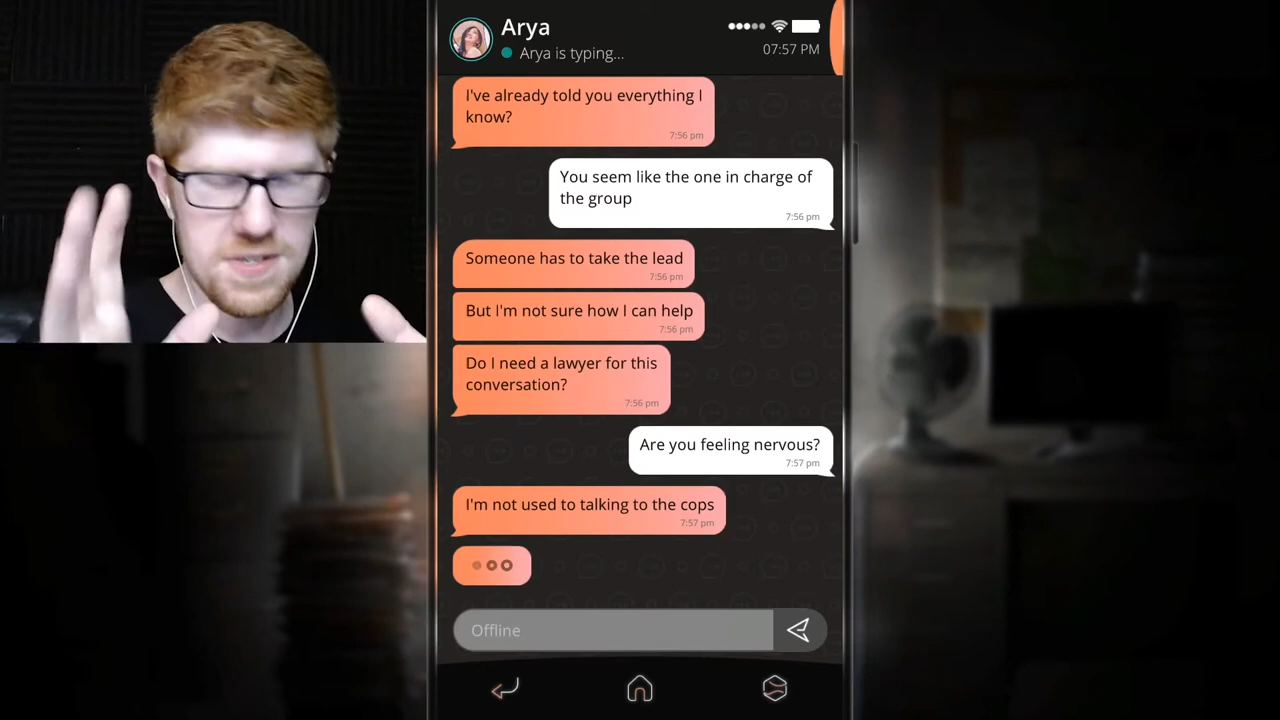 Arya
Arya is typing...
07:57 PM
I've already told you everything I
know?
7:56 pm
You seem like the one in charge of
the group
7:56 pm
Someone has to take the lead
7:56 pm
But I'm not sure how I can help
7:56 pm
Do I need a lawyer for this
conversation?
7:56 pm
Are you feeling nervous?
7:57 pm
I'm not used to talking to the cops
7:57 pm
Offline